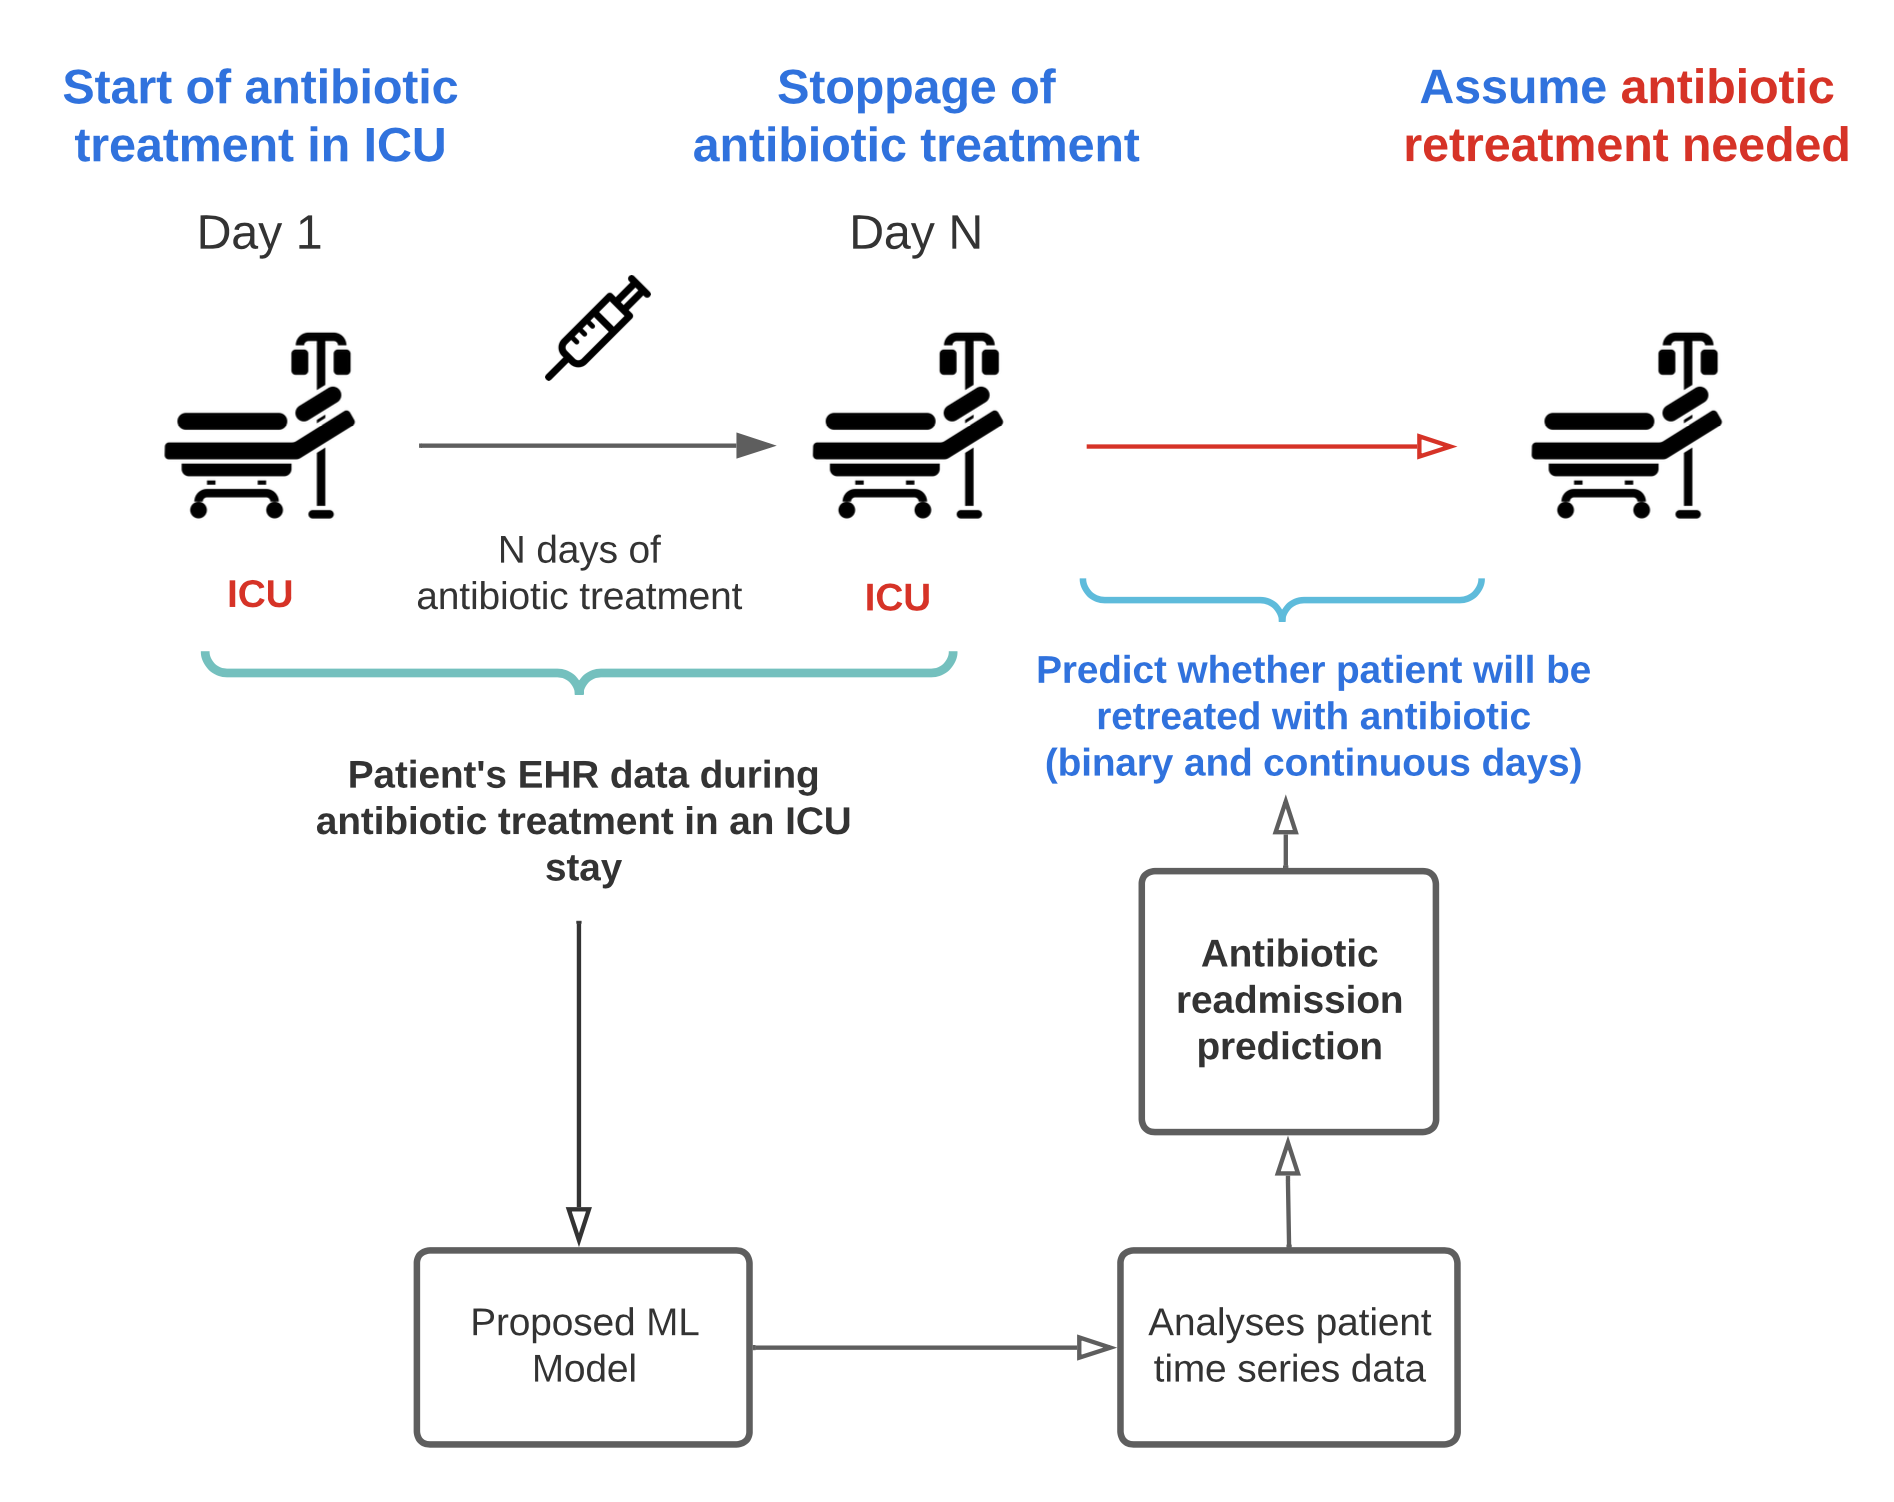 Start of antibiotic
treatment in ICU
Stoppage of
antibiotic treatment
Assume antibiotic
retreatment needed
Day 1
Day N
N days of
antibiotic treatment
ICU
ICU
Predict whether patient will be
retreated with antibiotic
(binary and continuous days)
Patient's EHR data during
antibiotic treatment in an ICU
stay
Antibiotic
readmission
prediction
Proposed ML
Model
Analyses patient
time series data